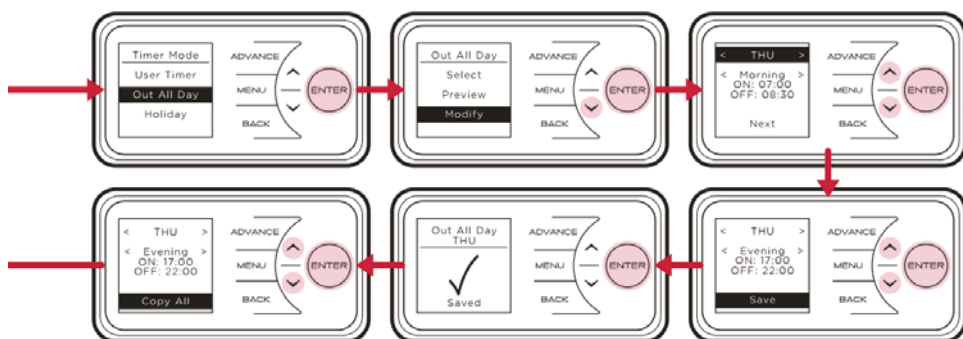 Timer Mode
User Timer
Out All Day
Holiday
ADVANCE
MENU
BACK
ENTER
Out All Day
Select
Preview
Modify
ADVANCE
MENU
BACK
ENTER
< THU >
< Morning >
ON: 07:00
OFF: 08:30
Next
ADVANCE
MENU
BACK
ENTER
< THU >
< Evening >
ON: 17:00
OFF: 22:00
Copy All
ADVANCE
MENU
BACK
ENTER
Out All Day
THU
Saved
ADVANCE
MENU
BACK
ENTER
< THU >
< Evening >
ON: 17:00
OFF: 22:00
Save
ADVANCE
MENU
BACK
ENTER